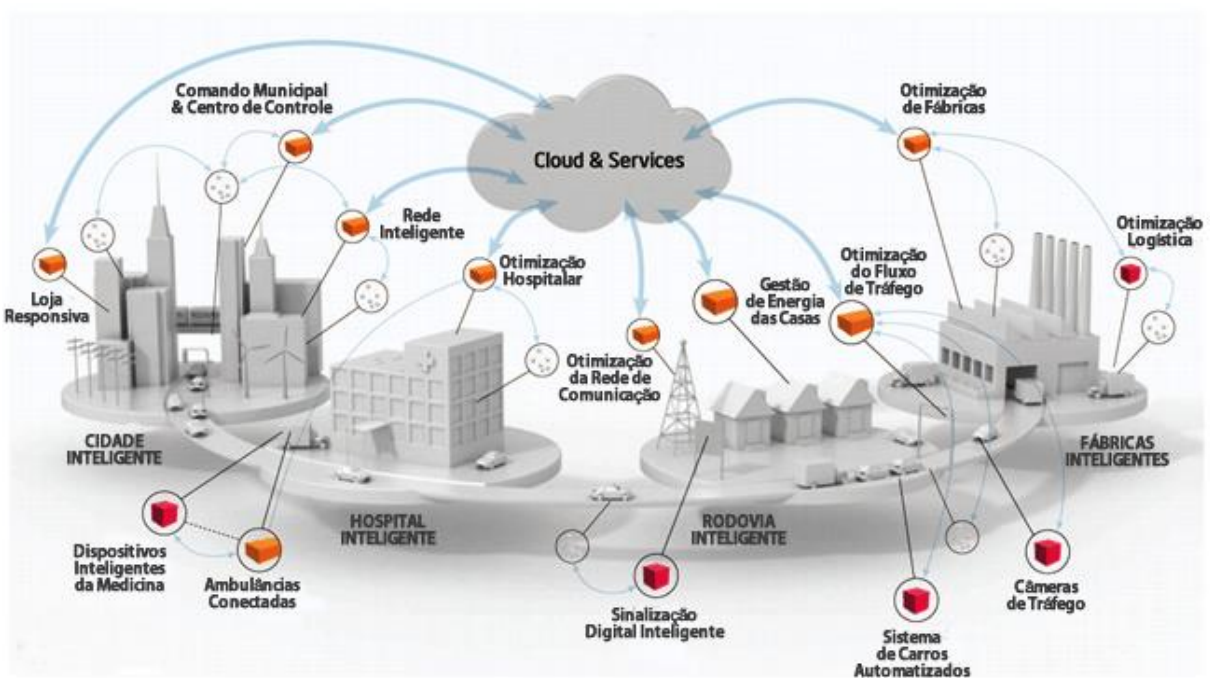 Comando Municipal
& Centro de Controle
Cloud & Services
Otimização
de Fábricas
Rede
Inteligente
Otimização
Hospitalar
Otimização
Logística
Loja
Responsiva
Gestão
de Energia
das Casas
Otimização
do Fluxo
de Tráfego
Otimização
da Rede de
Comunicação
CIDADE
INTELIGENTE
HOSPITAL
INTELIGENTE
RODOVIA
INTELIGENTE
FÁBRICAS
INTELIGENTES
Dispositivos
Inteligentes
da Medicina
Ambulâncias
Conectadas
Sinalização
Digital Inteligente
Sistema
de Carros
Automatizados
Câmeras
de Tráfego